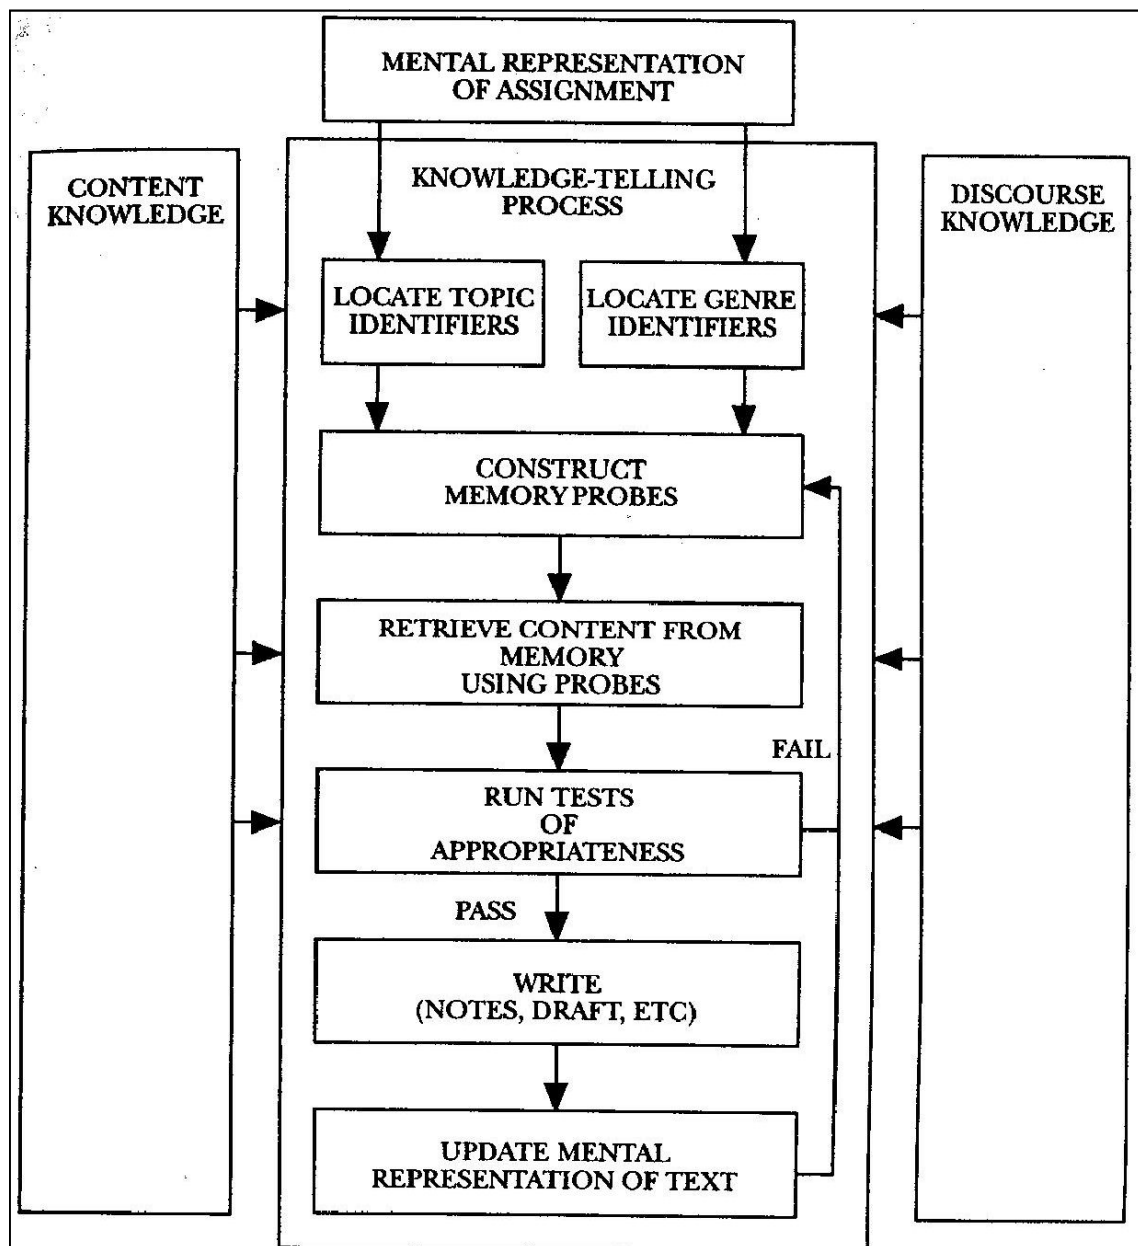 MENTAL REPRESENTATION
OF ASSIGNMENT
CONTENT
KNOWLEDGE
KNOWLEDGE-TELLING
PROCESS
DISCOURSE
KNOWLEDGE
LOCATE TOPIC
IDENTIFIERS
LOCATE GENRE
IDENTIFIERS
CONSTRUCT
MEMORY PROBES
RETRIEVE CONTENT FROM
MEMORY
USING PROBES
FAIL
RUN TESTS
OF
APPROPRIATENESS
PASS
WRITE
(NOTES, DRAFT, ETC)
UPDATE MENTAL
REPRESENTATION OF TEXT